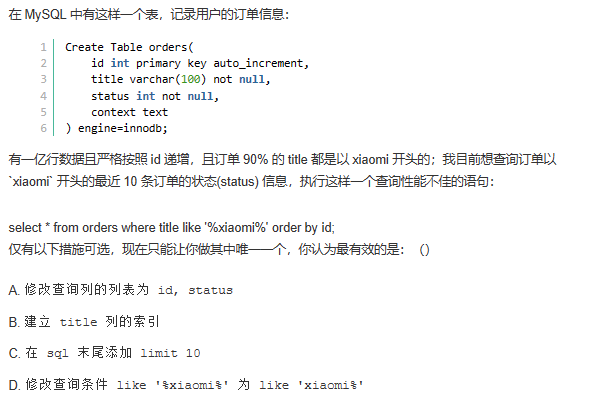 在 MySQL 中有这样一个表，记录用户的订单信息：
1 Create Table orders(
2 id int primary key auto_increment,
3 title varchar(100) not null,
4 status int not null,
5 context text
6 ) engine=innodb;
有一亿行数据且严格按照 id 递增，且订单 90% 的 title 都是以 xiaomi 开头的；我目前想查询订单以
`xiaomi` 开头的最近 10 条订单的状态(status) 信息，执行这样一个查询性能不佳的语句：
select * from orders where title like '%xiaomi%' order by id;
仅有以下措施可选，现在只能让你做其中唯一一个，你认为最有效的是：（）
A. 修改查询列的列表为 id, status
B. 建立 title 列的索引
C. 在 sql 末尾添加 limit 10
D. 修改查询条件 like '%xiaomi%' 为 like 'xiaomi%'